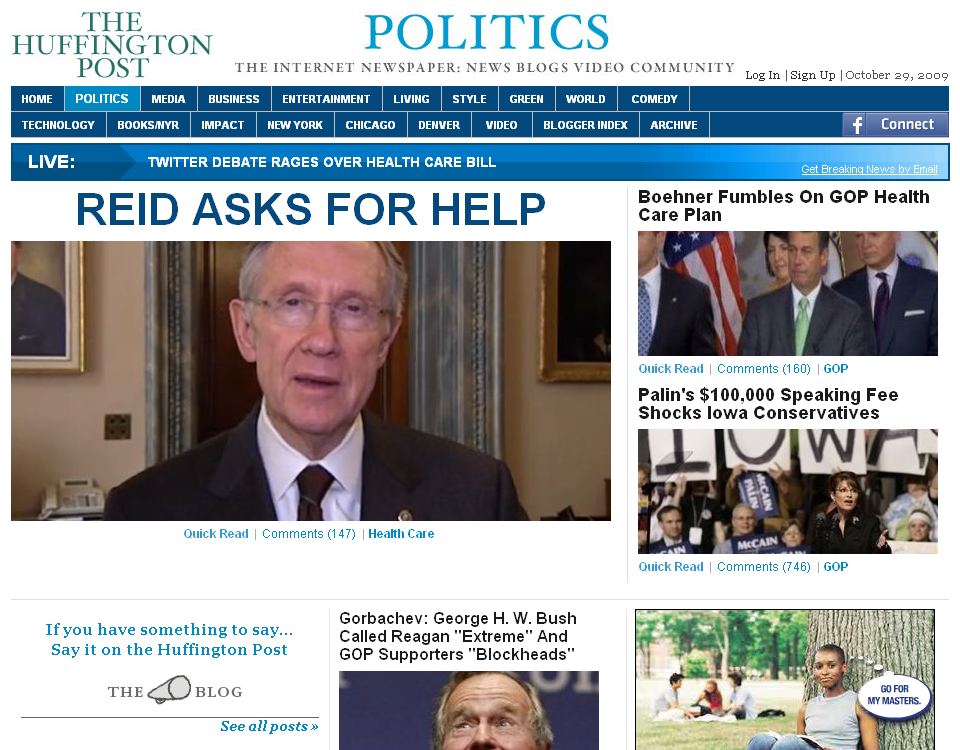 THE
HUFFINGTON
POST
POLITICS
THE INTERNET NEWSPAPER: NEWS BLOGS VIDEO COMMUNITY
Log In | Sign Up | October 29, 2009
HOME POLITICS MEDIA BUSINESS ENTERTAINMENT LIVING STYLE GREEN WORLD COMEDY
TECHNOLOGY BOOKS/NYR IMPACT NEW YORK CHICAGO DENVER VIDEO BLOGGER INDEX ARCHIVE
f Connect
LIVE: TWITTER DEBATE RAGES OVER HEALTH CARE BILL
Get Breaking News by Email
REID ASKS FOR HELP
Quick Read | Comments (147) | Health Care
Boehner Fumbles On GOP Health
Care Plan
Quick Read | Comments (160) | GOP
Palin's $100,000 Speaking Fee
Shocks Iowa Conservatives
IOWA
McCAIN
PALIN
McCAIN
Quick Read | Comments (746) | GOP
If you have something to say...
Say it on the Huffington Post
THE BLOG
See all posts »
Gorbachev: George H. W. Bush
Called Reagan "Extreme" And
GOP Supporters "Blockheads"
GO FOR
MY MASTERS.